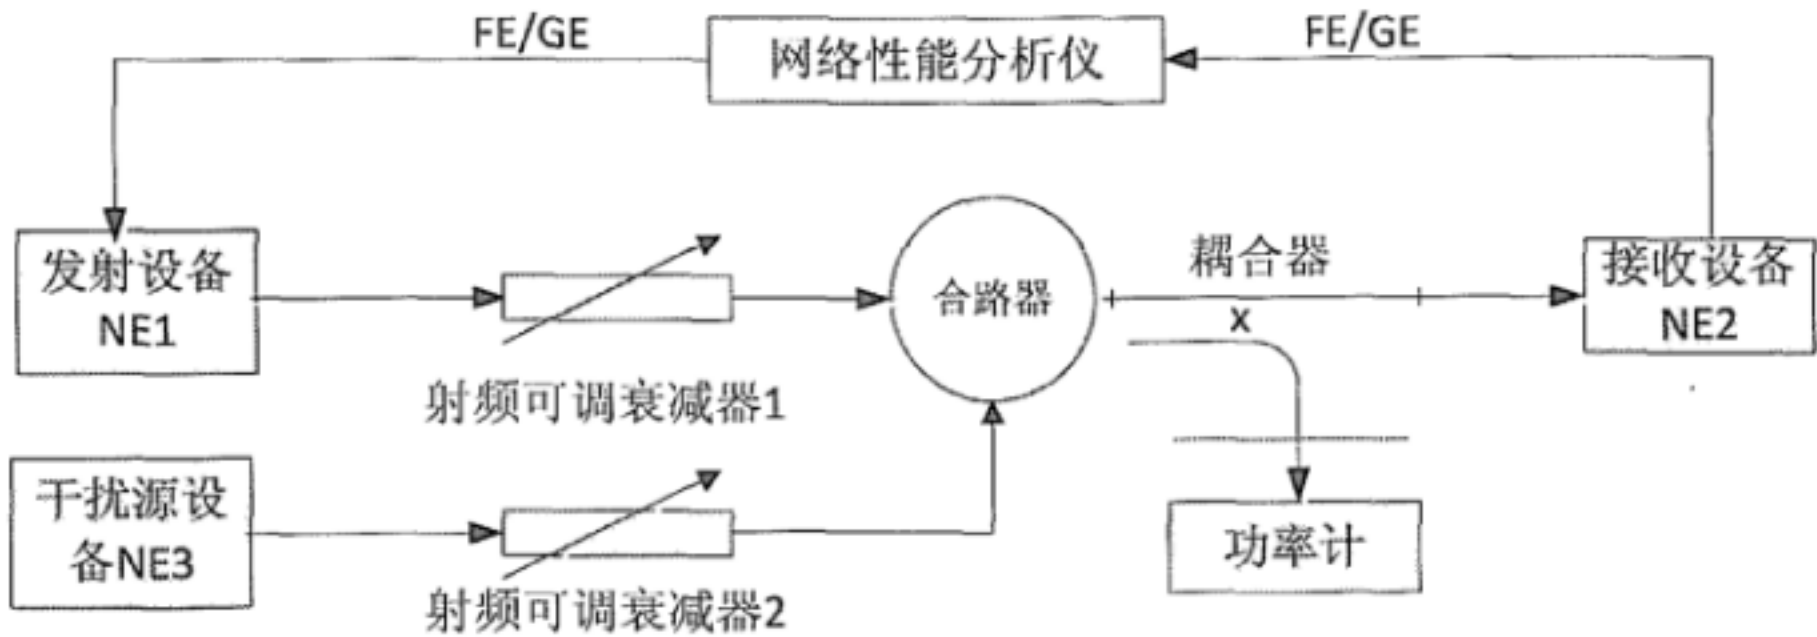 FE/GE
网络性能分析仪
FE/GE
发射设备
NE1
射频可调衰减器1
合路器
耦合器
x
接收设备
NE2
干扰源设
备NE3
射频可调衰减器2
功率计